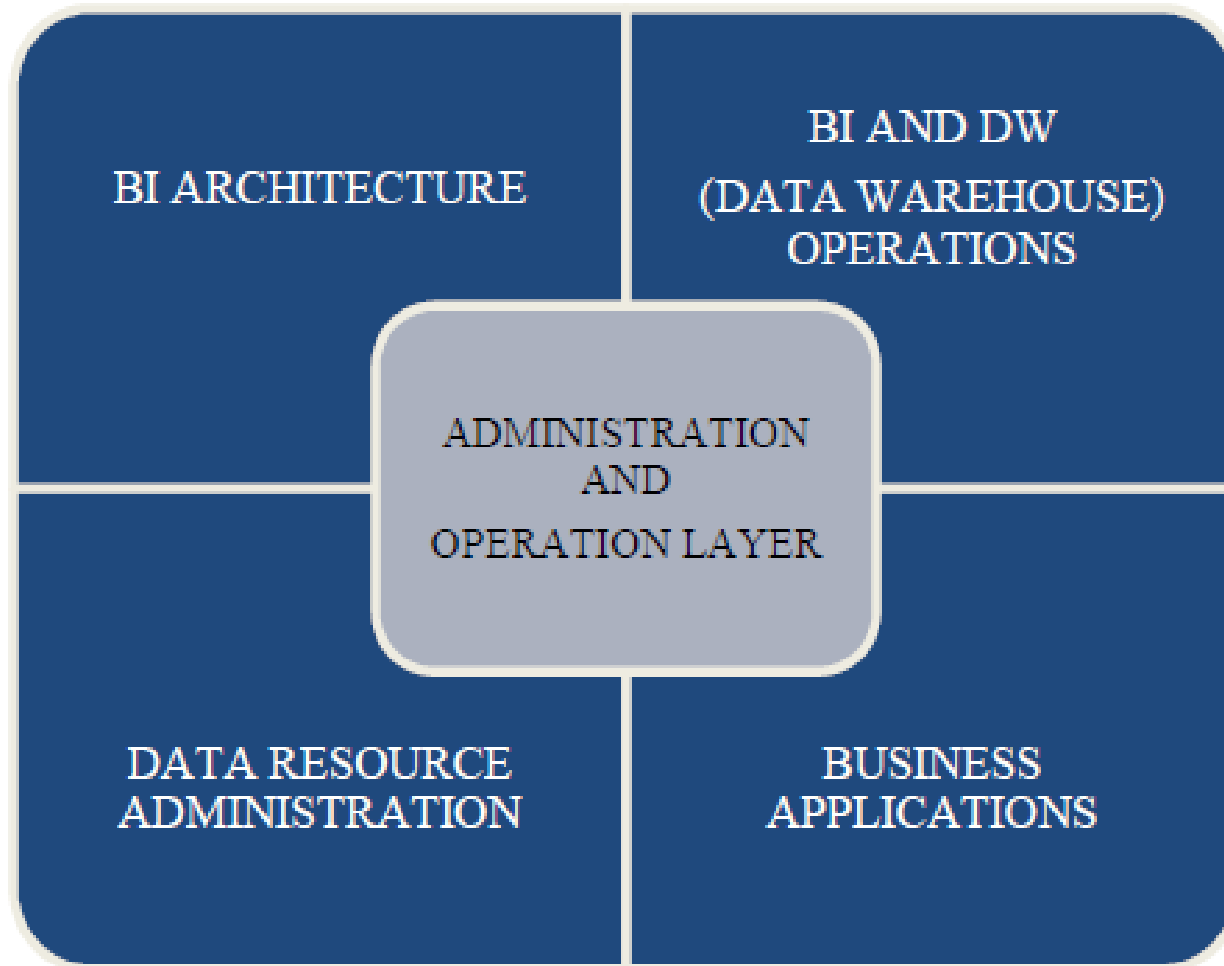 BI ARCHITECTURE
BI AND DW
(DATA WAREHOUSE)
OPERATIONS
ADMINISTRATION
AND
OPERATION LAYER
DATA RESOURCE
ADMINISTRATION
BUSINESS
APPLICATIONS